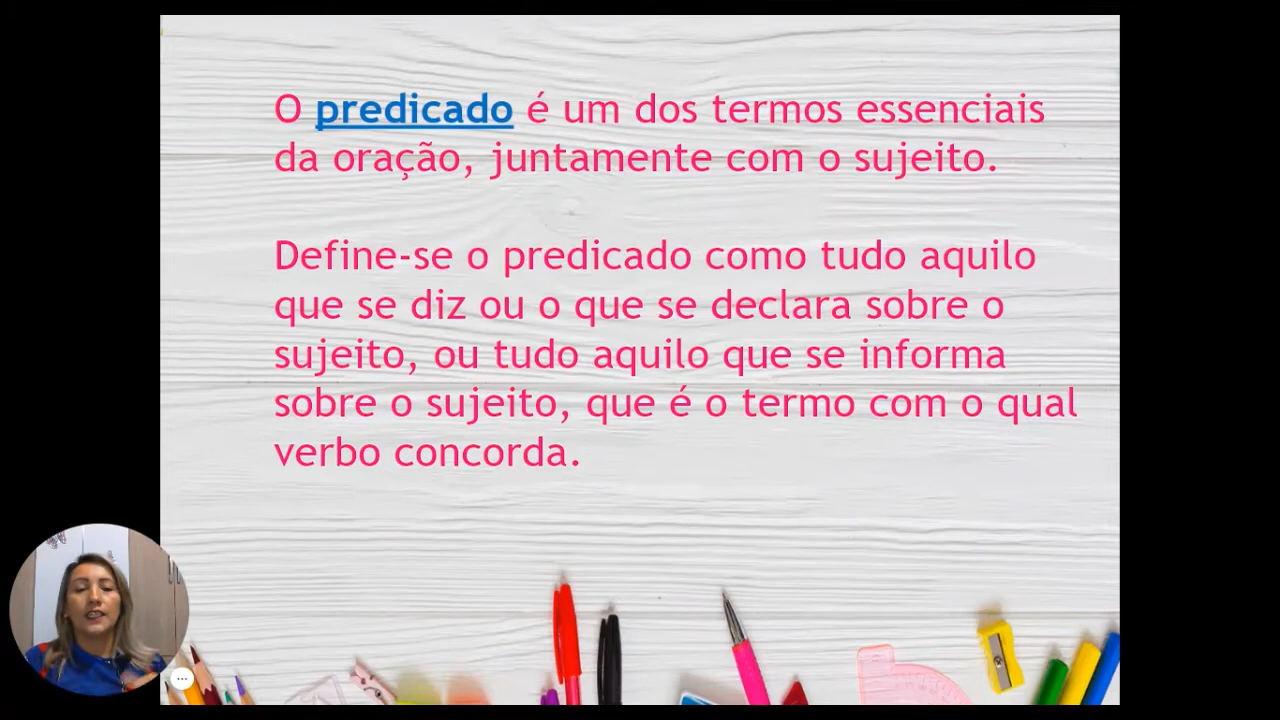 O predicado é um dos termos essenciais
da oração, juntamente com o sujeito.
Define-se o predicado como tudo aquilo
que se diz ou o que se declara sobre o
sujeito, ou tudo aquilo que se informa
sobre o sujeito, que é o termo com o qual
verbo concorda.